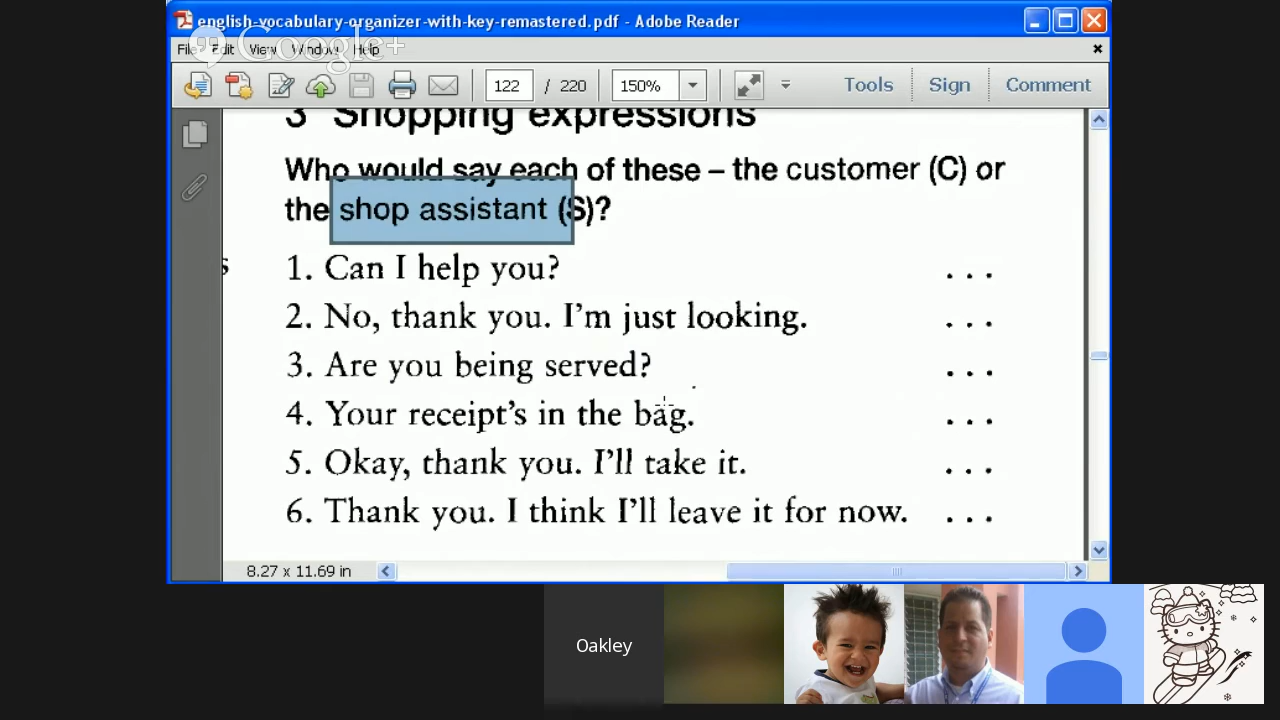 english-vocabulary-organizer-with-key-remastered.pdf - Adobe Reader
Google+
File Edit View Window Help
122 / 220 150% Tools Sign Comment
3 Shopping expressions
Who would say each of these – the customer (C) or
the shop assistant (S)?
s
1. Can I help you? ...
2. No, thank you. I'm just looking. ...
3. Are you being served? ...
4. Your receipt's in the bag. ...
5. Okay, thank you. I'll take it. ...
6. Thank you. I think I'll leave it for now. ...
8.27 x 11.69 in
Oakley